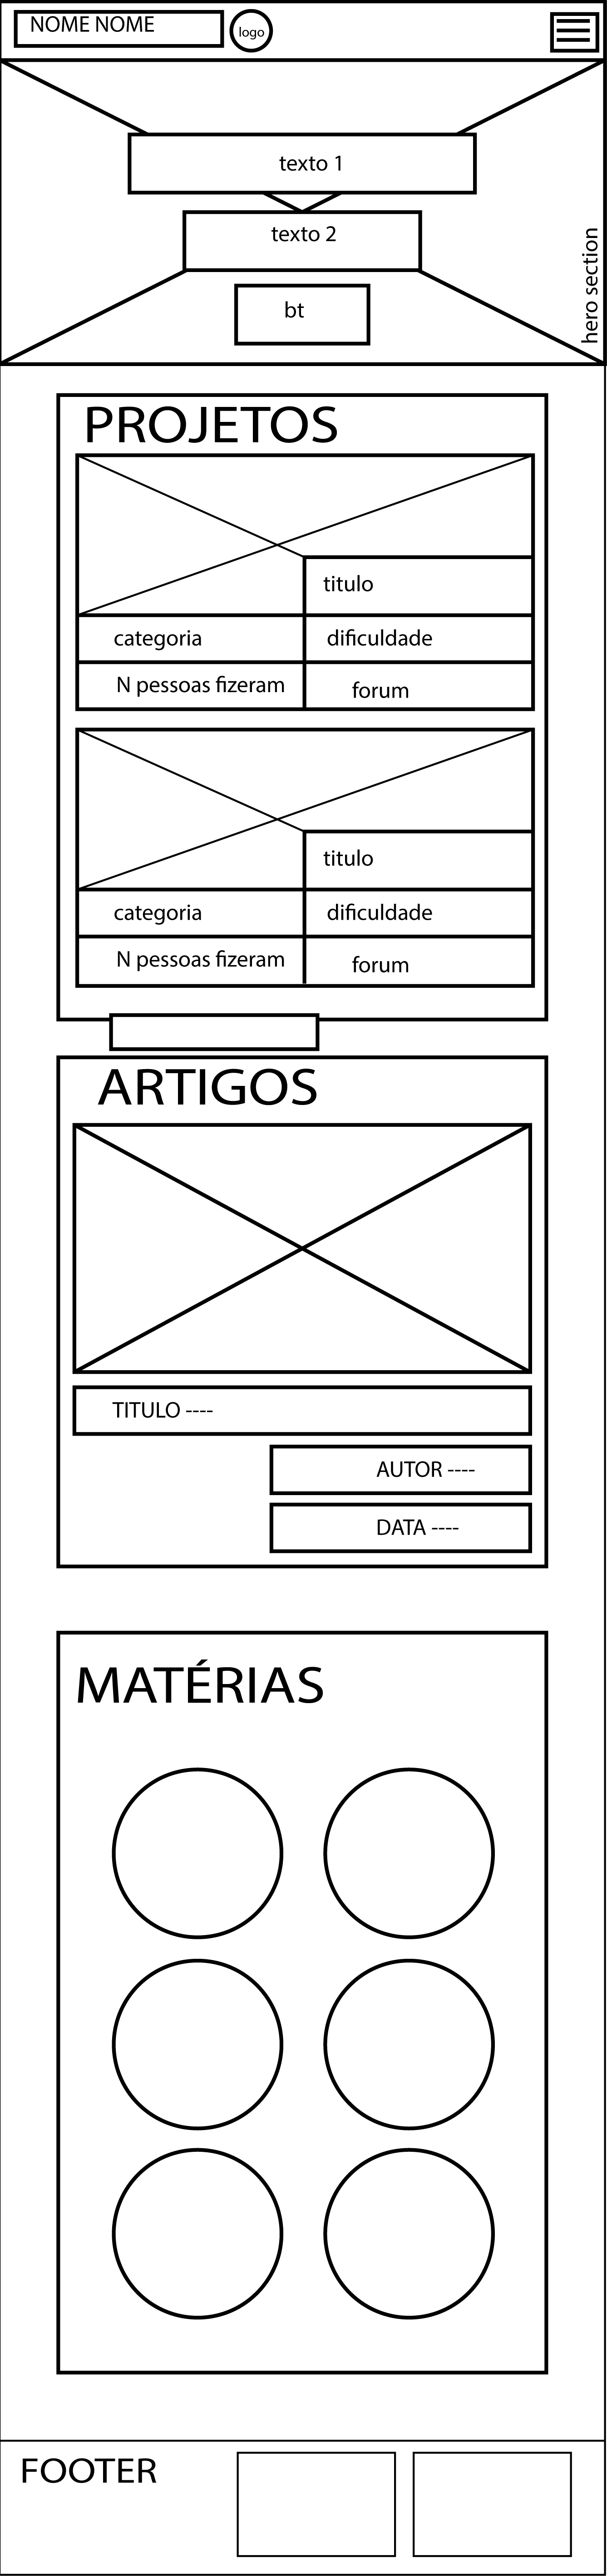 NOME NOME
logo
texto 1
texto 2
bt
hero section
PROJETOS
titulo
categoria
dificuldade
N pessoas fizeram
forum
titulo
categoria
dificuldade
N pessoas fizeram
forum
ARTIGOS
TITULO ----
AUTOR ----
DATA ----
MATÉRIAS
FOOTER